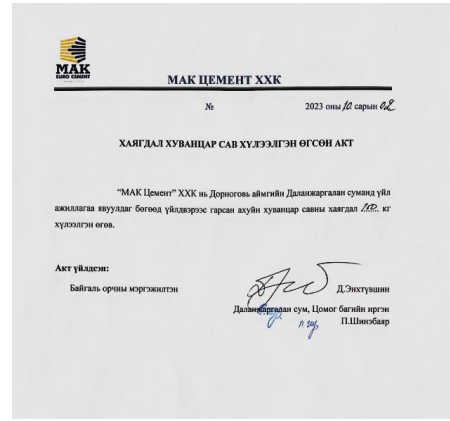 МАК
EURO CEMENT
МАК ЦЕМЕНТ ХХК
№ 2023 оны 10 сарын 02
ХАЯГДАЛ ХУВАНЦАР САВ ХҮЛЭЭЛГЭН ӨГСӨН АКТ
“МАК Цемент” ХХК нь Дорноговь аймгийн Даланжаргалан суманд үйл
ажиллагаа явуулдаг бөгөөд үйлдвэрээс гарсан ахуйн хуванцар савны хаягдал кг
хүлээлгэн өгөв.
Акт үйлдсэн:
Байгаль орчны мэргэжилтэн Д.Энхтүвшин
Даланжаргалан сум, Цомог багийн иргэн
П.Шинэбаяр